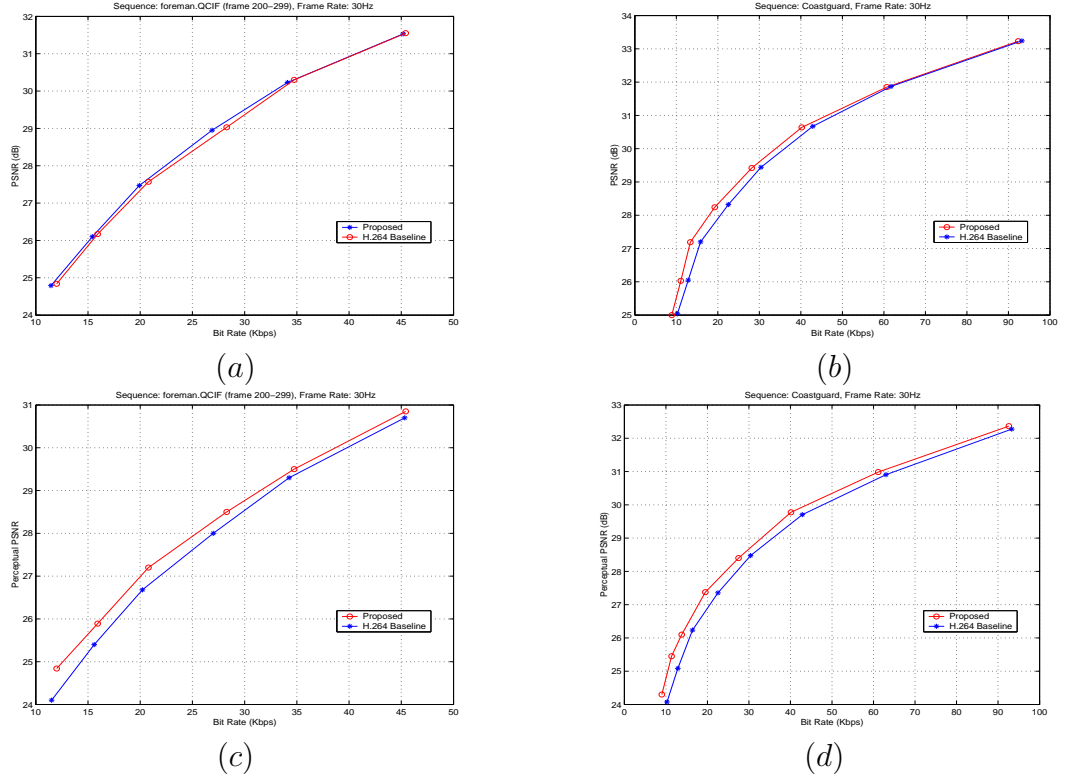 Sequence: foreman.QCIF (frame 200−299), Frame Rate: 30Hz
32
31
30
29
28
27
26
25
24
PSNR (dB)
Proposed
H.264 Baseline
10 15 20 25 30 35 40 45 50
Bit Rate (Kbps)
(a)
Sequence: Coastguard, Frame Rate: 30Hz
34
33
32
31
30
29
28
27
26
25
PSNR (dB)
Proposed
H.264 Baseline
0 10 20 30 40 50 60 70 80 90 100
Bit Rate (Kbps)
(b)
Sequence: foreman.QCIF (frame 200−299), Frame Rate: 30Hz
31
30
29
28
27
26
25
24
Perceptual PSNR
Proposed
H.264 Baseline
10 15 20 25 30 35 40 45 50
Bit Rate (Kbps)
(c)
Sequence: Coastguard, Frame Rate: 30Hz
33
32
31
30
29
28
27
26
25
24
Perceptual PSNR (dB)
Proposed
H.264 Baseline
0 10 20 30 40 50 60 70 80 90 100
Bit Rate (Kbps)
(d)